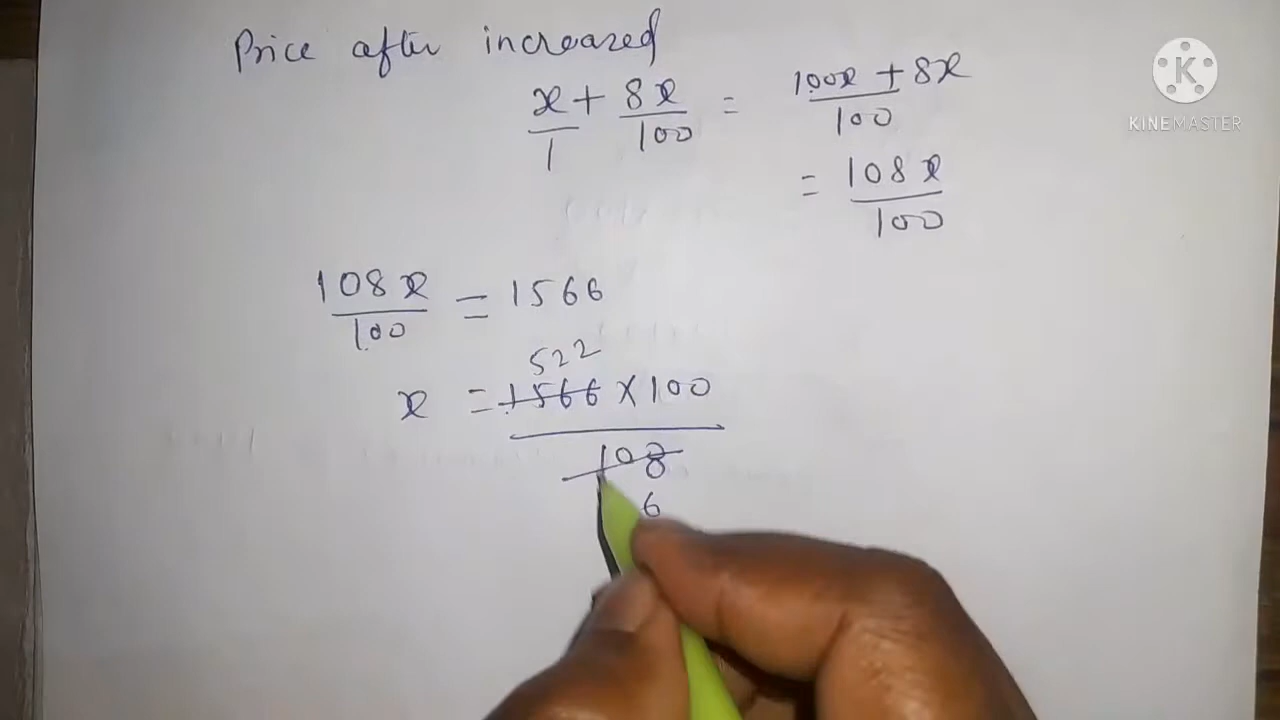 Price after increased
x/1 + 8x/100 = 100x + 8x/100
= 108x/100
108x/100 = 1566
522
x = 1566 × 100
108
6
K
KINEMASTER